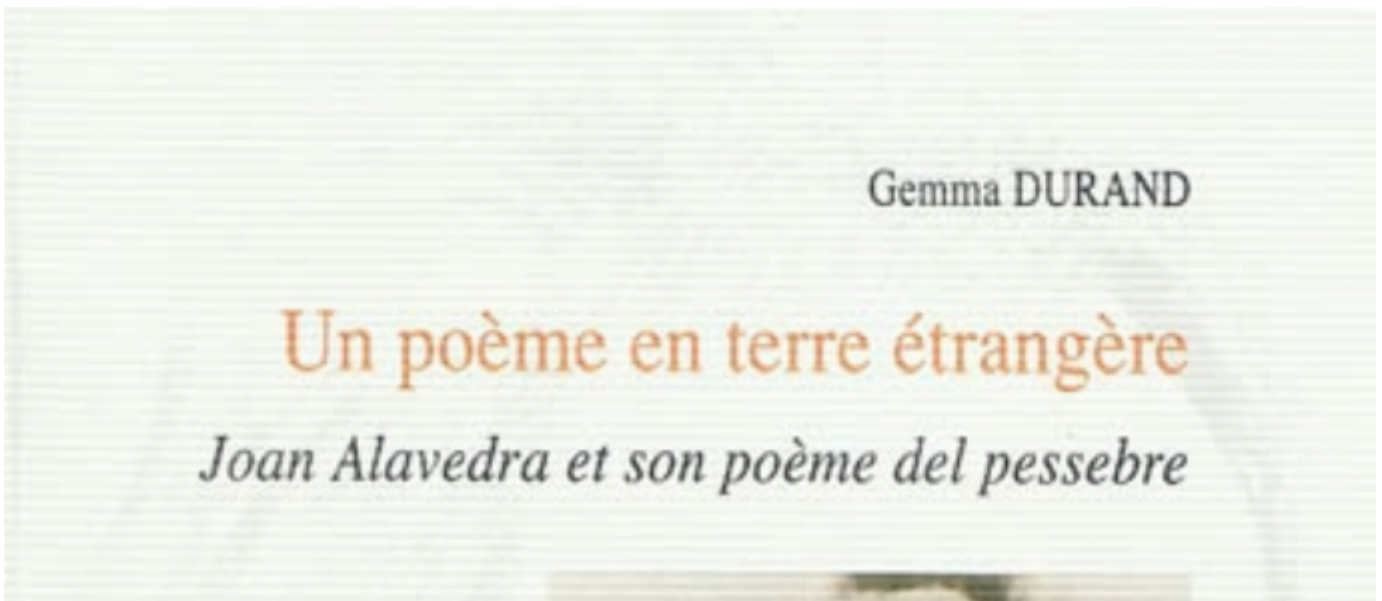 Gemma DURAND
Un poème en terre étrangère
Joan Alavedra et son poème del pessebre